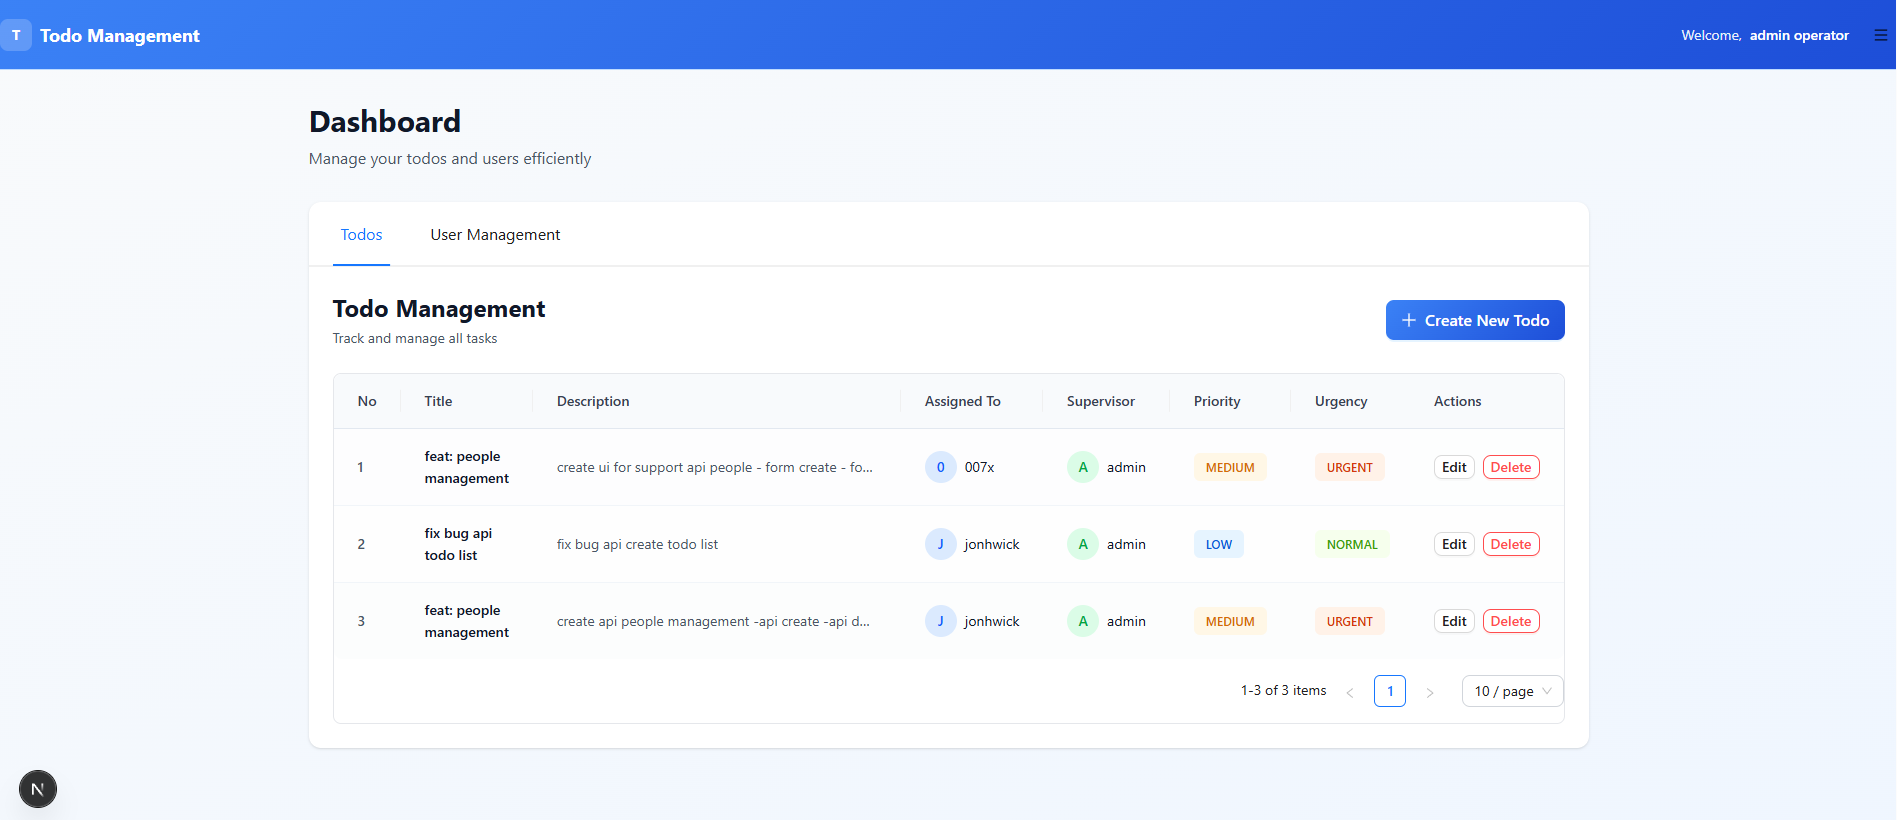 T Todo Management
Welcome, admin operator
Dashboard
Manage your todos and users efficiently
Todos User Management
Todo Management
Track and manage all tasks
Create New Todo
No Title Description Assigned To Supervisor Priority Urgency Actions
1 feat: people management create ui for support api people - form create - fo... 0 007x A admin MEDIUM URGENT Edit Delete
2 fix bug api todo list fix bug api create todo list J jonhwick A admin LOW NORMAL Edit Delete
3 feat: people management create api people management -api create -api d... J jonhwick A admin MEDIUM URGENT Edit Delete
1-3 of 3 items < 1 > 10 / page
N